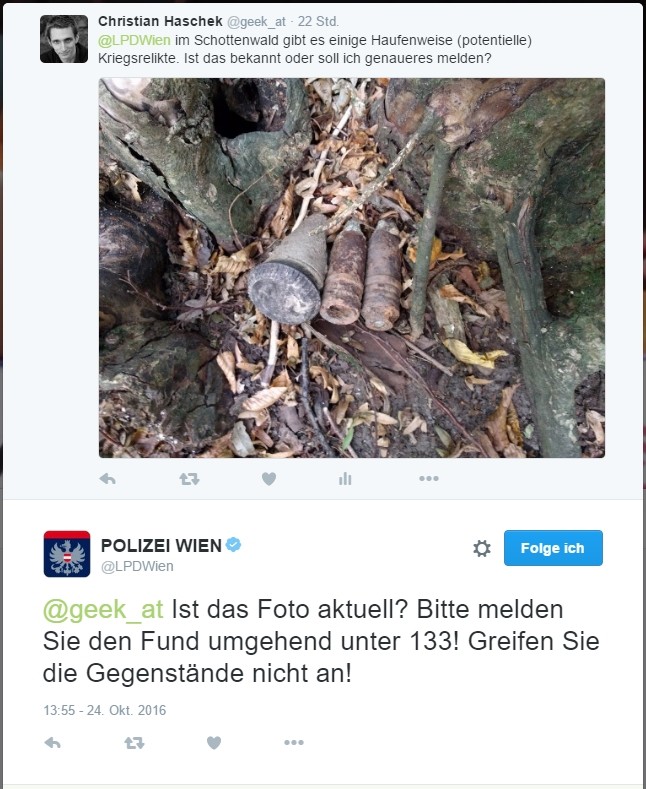 Christian Haschek @geek_at · 22 Std.
@LPDWien im Schottenwald gibt es einige Haufenweise (potentielle)
Kriegsrelikte. Ist das bekannt oder soll ich genaueres melden?
POLIZEI WIEN
@LPDWien
Folge ich
@geek_at Ist das Foto aktuell? Bitte melden
Sie den Fund umgehend unter 133! Greifen Sie
die Gegenstände nicht an!
13:55 - 24. Okt. 2016